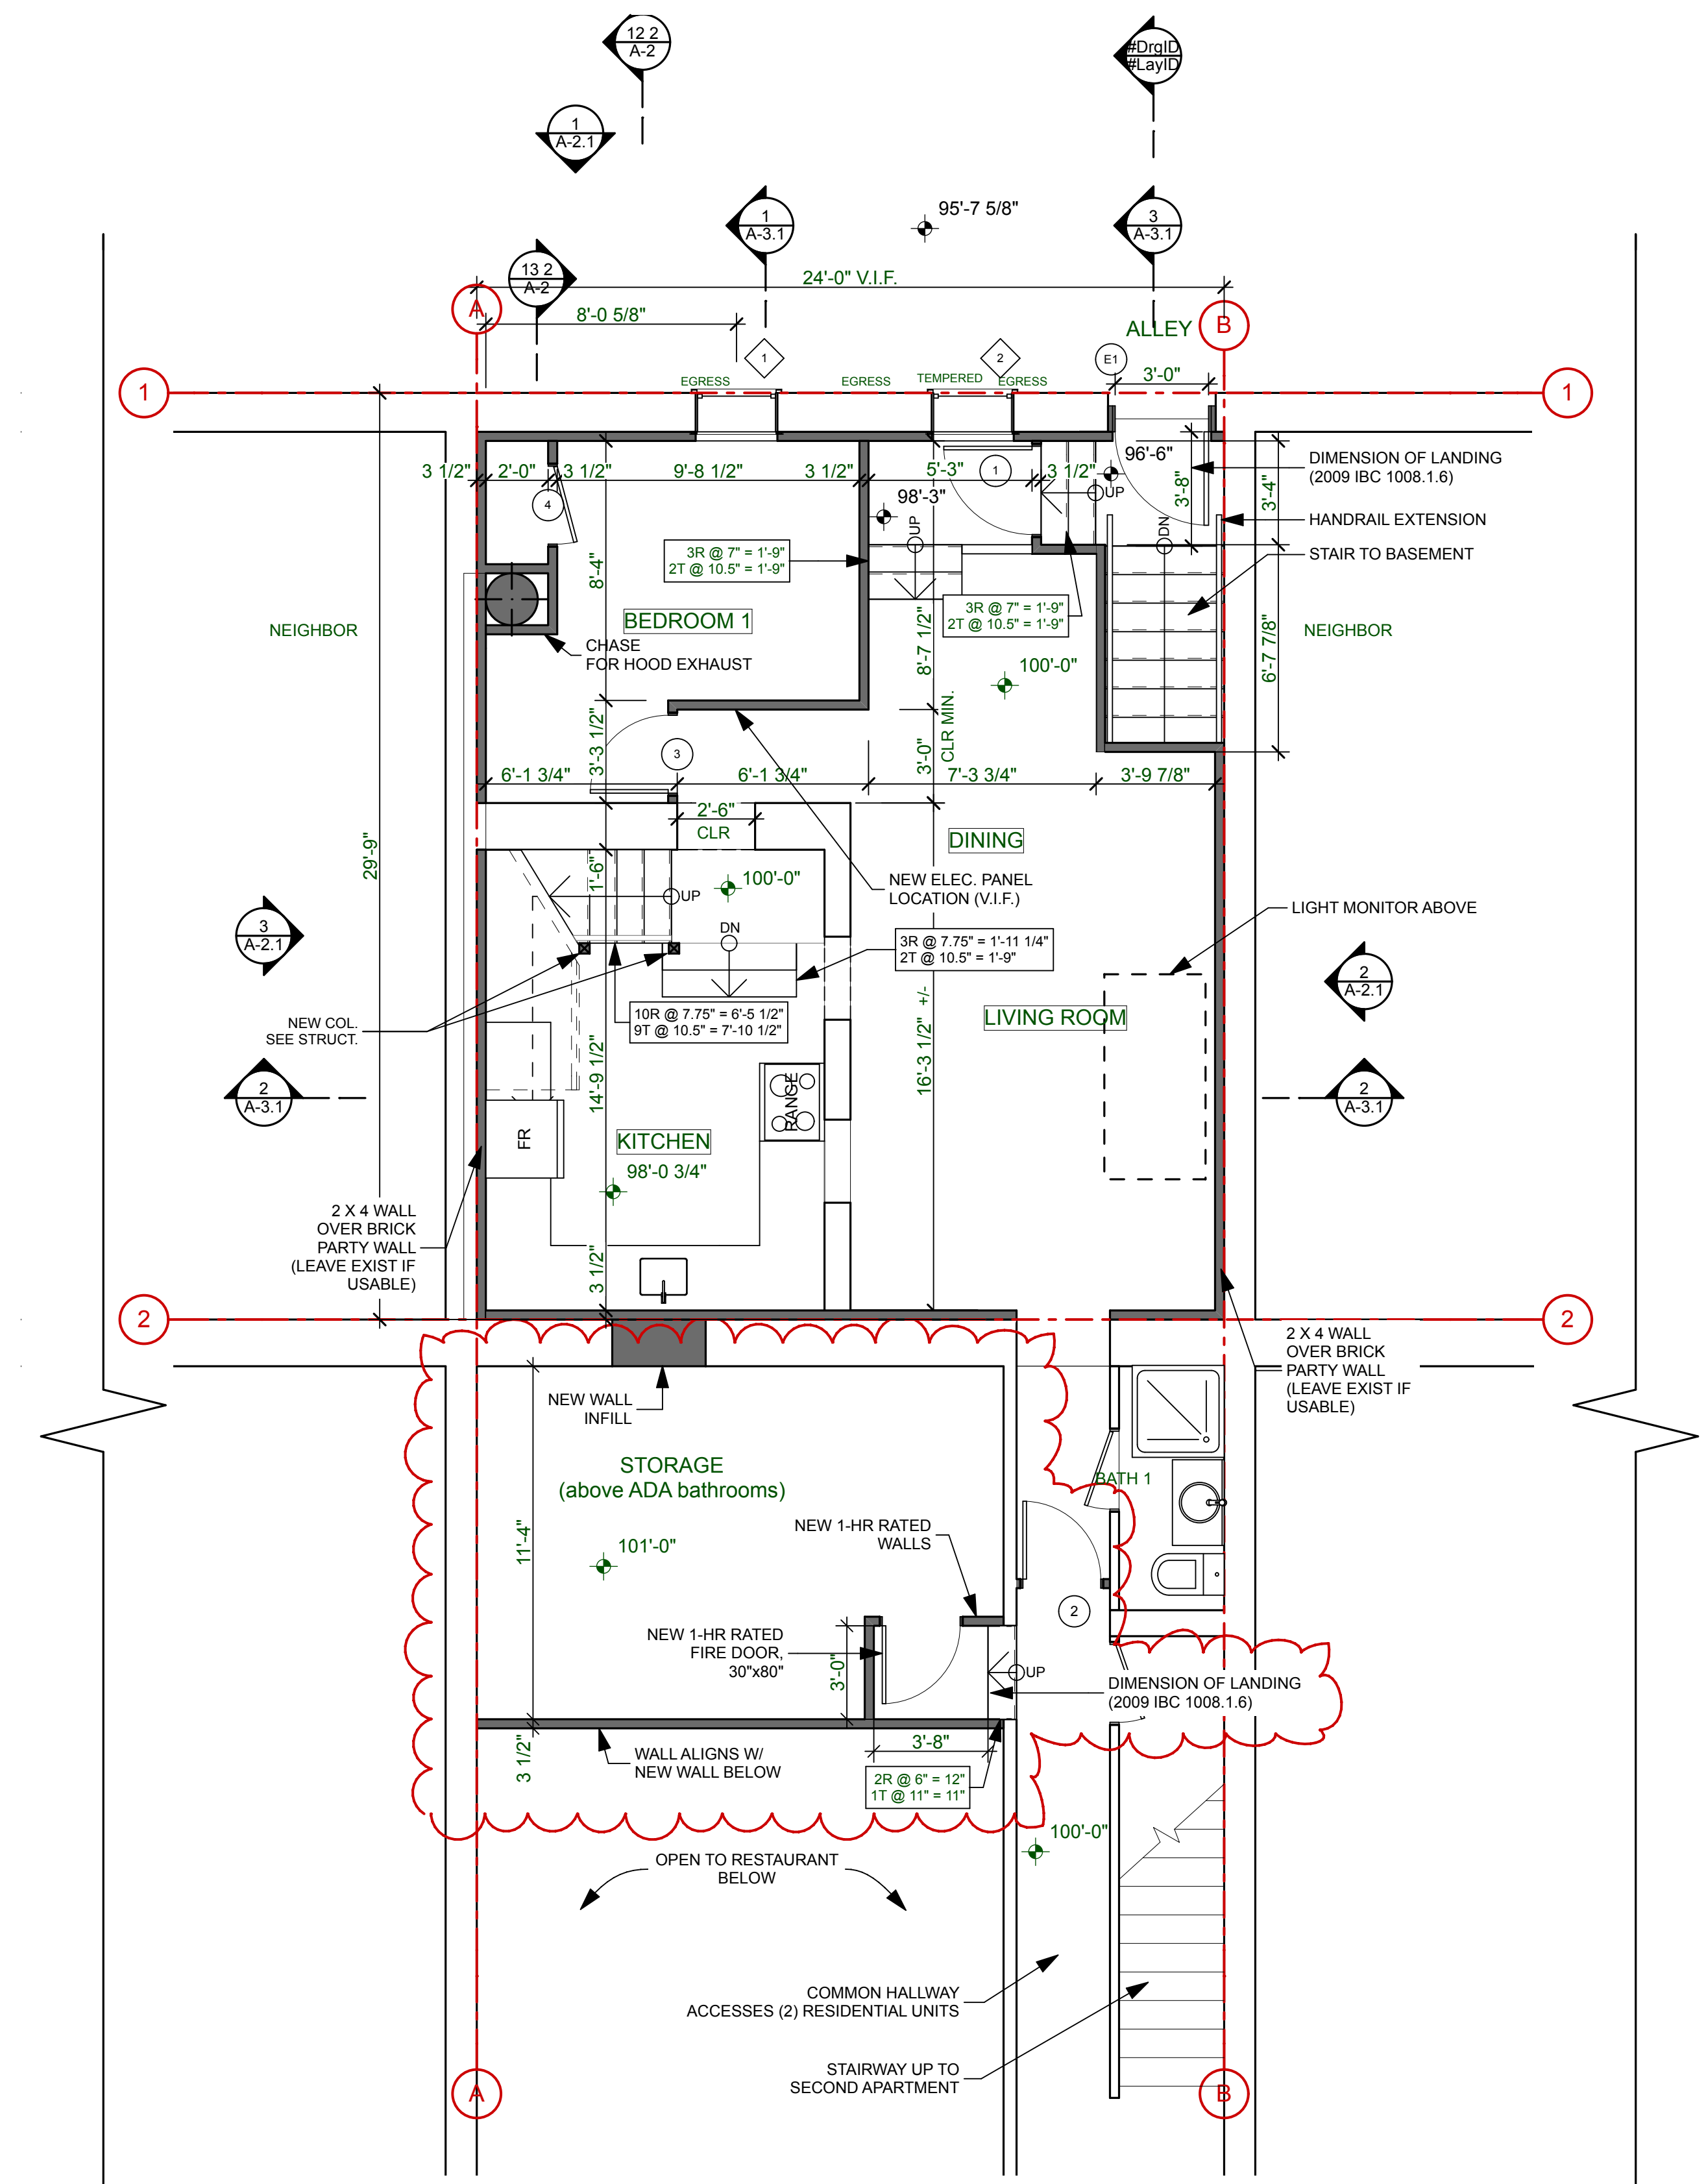 12 2
A-2
#DrgID
#LayID
1
A-2.1
1
A-3.1
95'-7 5/8"
3
A-3.1
13 2
A-2
24'-0" V.I.F.
8'-0 5/8"
ALLEY
A
B
1
2
E1
3'-0"
EGRESS
EGRESS
TEMPERED
EGRESS
1
1
3 1/2"
2'-0"
3 1/2"
9'-8 1/2"
3 1/2"
5'-3"
1
3 1/2"
96'-6"
3'-8"
3'-4"
DIMENSION OF LANDING
(2009 IBC 1008.1.6)
4
98'-3"
UP
UP
DN
HANDRAIL EXTENSION
STAIR TO BASEMENT
3R @ 7" = 1'-9"
2T @ 10.5" = 1'-9"
8'-4"
3R @ 7" = 1'-9"
2T @ 10.5" = 1'-9"
NEIGHBOR
BEDROOM 1
8'-7 1/2"
6'-7 7/8"
NEIGHBOR
CHASE
FOR HOOD EXHAUST
100'-0"
CLR MIN.
3'-0"
3'-3 1/2"
3
6'-1 3/4"
6'-1 3/4"
7'-3 3/4"
3'-9 7/8"
2'-6"
CLR
DINING
29'-9"
1'-6"
100'-0"
UP
NEW ELEC. PANEL
LOCATION (V.I.F.)
LIGHT MONITOR ABOVE
3
A-2.1
DN
3R @ 7.75" = 1'-11 1/4"
2T @ 10.5" = 1'-9"
2
A-2.1
10R @ 7.75" = 6'-5 1/2"
9T @ 10.5" = 7'-10 1/2"
LIVING ROOM
NEW COL.
SEE STRUCT.
14'-9 1/2"
16'-3 1/2" +/-
2
A-3.1
RANGE
2
A-3.1
FR
KITCHEN
98'-0 3/4"
2 X 4 WALL
OVER BRICK
PARTY WALL
(LEAVE EXIST IF
USABLE)
3 1/2"
2
2
2 X 4 WALL
OVER BRICK
PARTY WALL
(LEAVE EXIST IF
USABLE)
NEW WALL
INFILL
STORAGE
(above ADA bathrooms)
BATH 1
11'-4"
NEW 1-HR RATED
WALLS
101'-0"
2
NEW 1-HR RATED
FIRE DOOR,
30"x80"
3'-0"
UP
DIMENSION OF LANDING
(2009 IBC 1008.1.6)
3 1/2"
WALL ALIGNS W/
NEW WALL BELOW
3'-8"
2R @ 6" = 12"
1T @ 11" = 11"
100'-0"
OPEN TO RESTAURANT
BELOW
COMMON HALLWAY
ACCESSES (2) RESIDENTIAL UNITS
STAIRWAY UP TO
SECOND APARTMENT
A
B